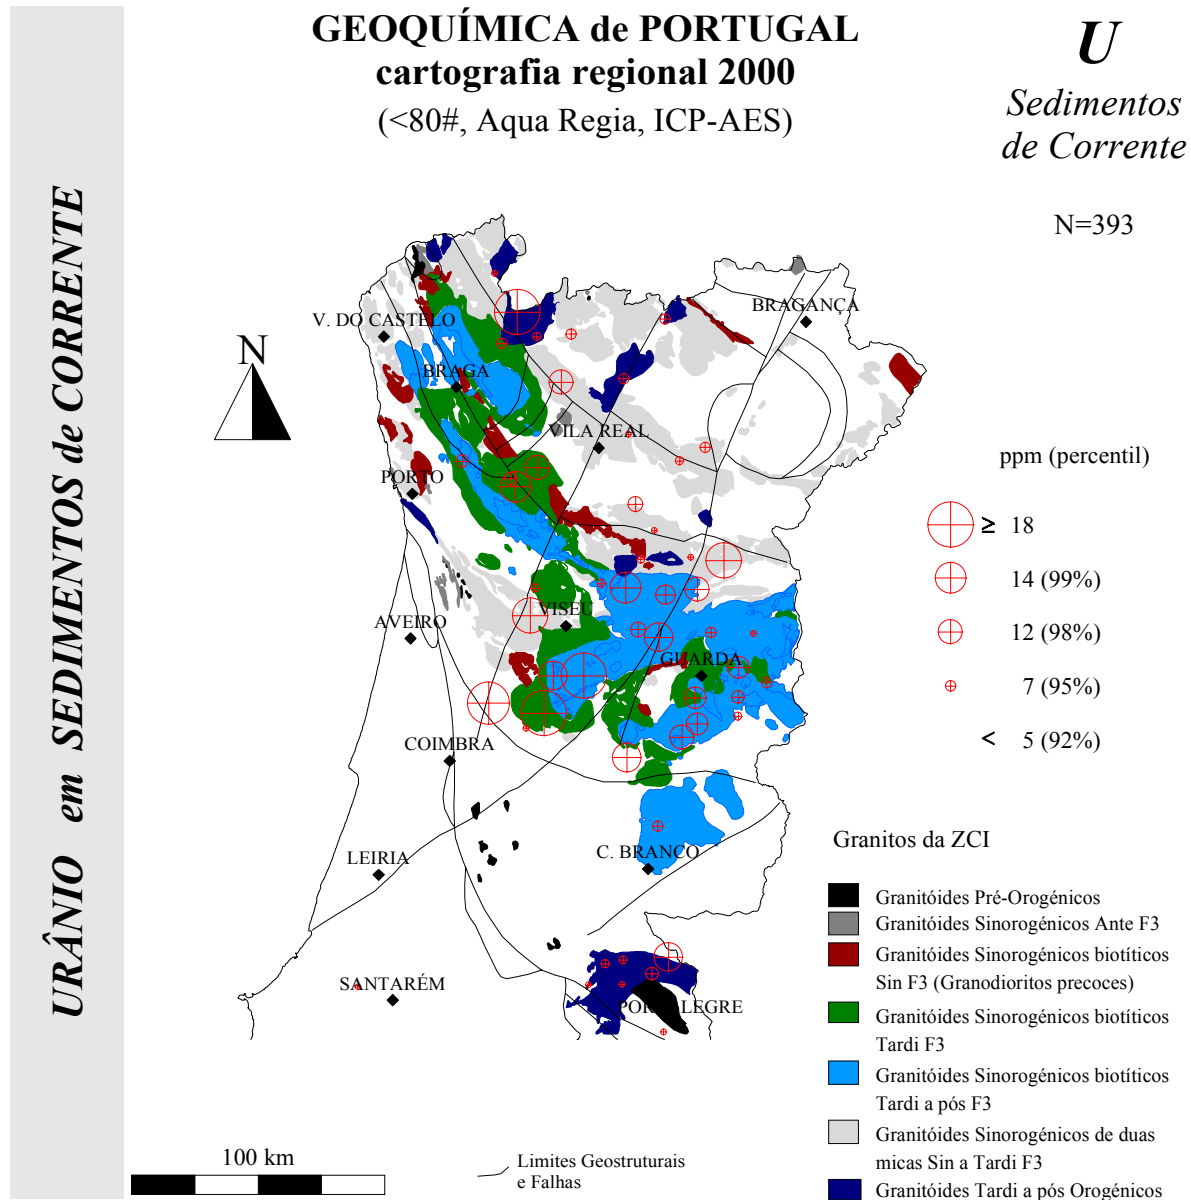 GEOQUÍMICA de PORTUGAL
cartografia regional 2000
(<80#, Aqua Regia, ICP-AES)
U
Sedimentos
de Corrente
N=393
URÂNIO em SEDIMENTOS de CORRENTE
N
BRAGANÇA
V. DO CASTELO
BRAGA
VILA REAL
PORTO
VISEU
AVEIRO
GUARDA
COIMBRA
LEIRIA
C. BRANCO
SANTARÉM
PORTALEGRE
ppm (percentil)
≥ 18
14 (99%)
12 (98%)
7 (95%)
< 5 (92%)
Granitos da ZCI
Granitóides Pré-Orogénicos
Granitóides Sinorogénicos Ante F3
Granitóides Sinorogénicos biotíticos
Sin F3 (Granodioritos precoces)
Granitóides Sinorogénicos biotíticos
Tardi F3
Granitóides Sinorogénicos biotíticos
Tardi a pós F3
Granitóides Sinorogénicos de duas
micas Sin a Tardi F3
Granitóides Tardi a pós Orogénicos
100 km
Limites Geostruturais
e Falhas